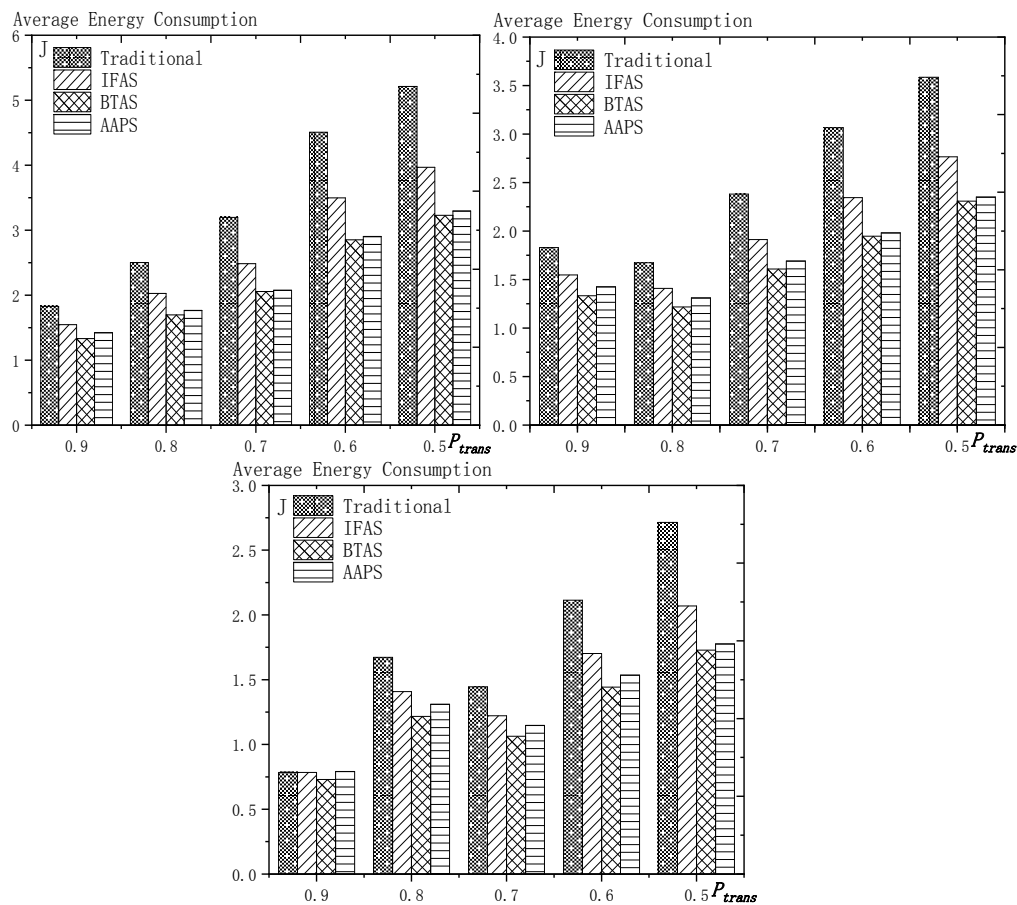 Average Energy Consumption
6
5
4
3
2
1
0
J
Traditional
IFAS
BTAS
AAPS
0.9 0.8 0.7 0.6 0.5 P_trans
Average Energy Consumption
4.0
3.5
3.0
2.5
2.0
1.5
1.0
0.5
0.0
J
Traditional
IFAS
BTAS
AAPS
0.9 0.8 0.7 0.6 0.5 P_trans
Average Energy Consumption
3.0
2.5
2.0
1.5
1.0
0.5
0.0
J
Traditional
IFAS
BTAS
AAPS
0.9 0.8 0.7 0.6 0.5 P_trans